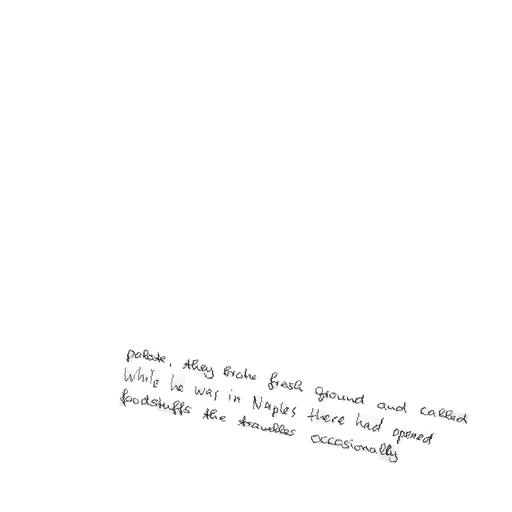 palate, they broke fresh ground and called
While he was in Naples there had opened
foodstuffs the traveller occasionally